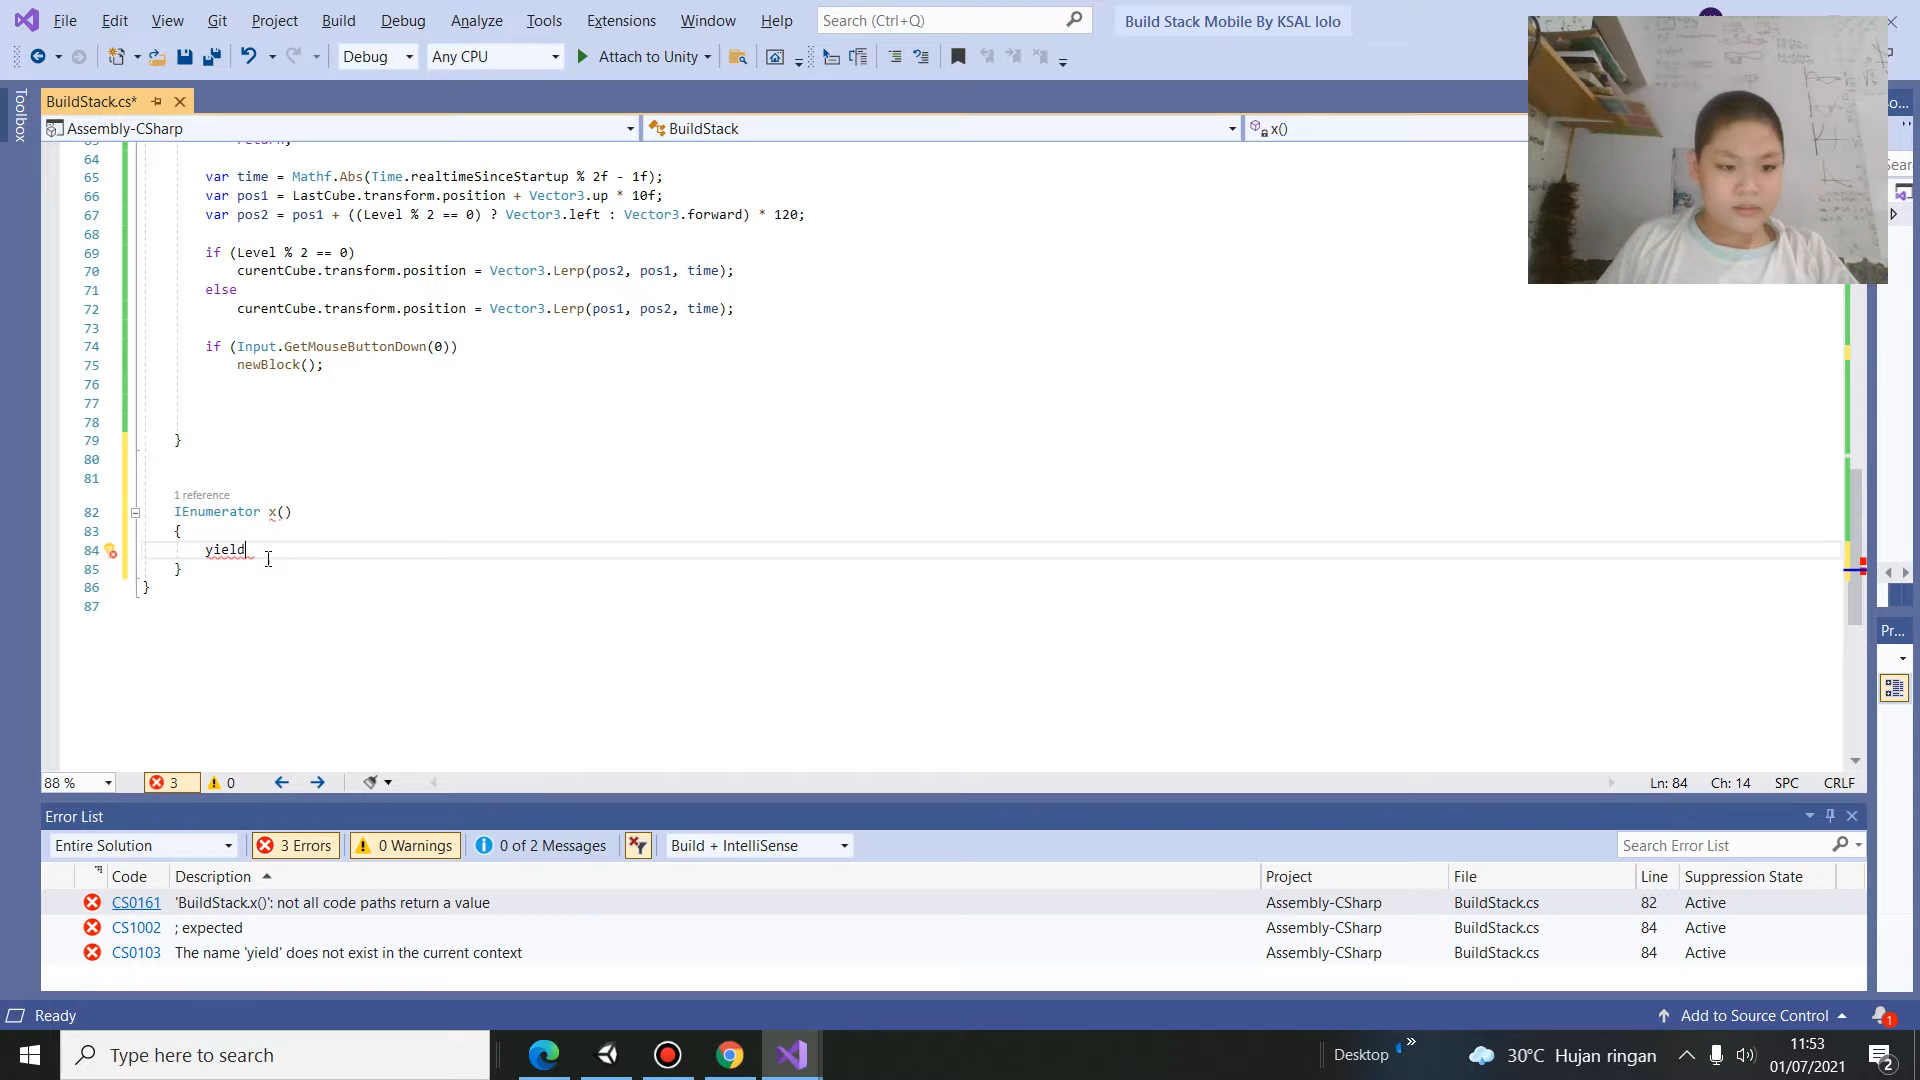 File Edit View Git Project Build Debug Analyze Tools Extensions Window Help Search (Ctrl+Q) Build Stack Mobile By KSAL lolo
Debug Any CPU Attach to Unity
Toolbox
BuildStack.cs*
Assembly-CSharp BuildStack x()
return;
64
65 var time = Mathf.Abs(Time.realtimeSinceStartup % 2f - 1f);
66 var pos1 = LastCube.transform.position + Vector3.up * 10f;
67 var pos2 = pos1 + ((Level % 2 == 0) ? Vector3.left : Vector3.forward) * 120;
68
69 if (Level % 2 == 0)
70 curentCube.transform.position = Vector3.Lerp(pos2, pos1, time);
71 else
72 curentCube.transform.position = Vector3.Lerp(pos1, pos2, time);
73
74 if (Input.GetMouseButtonDown(0))
75 newBlock();
76
77
78
79 }
80
81
1 reference
82 IEnumerator x()
83 {
84 yield
85 }
86 }
87
88 % 3 0 Ln: 84 Ch: 14 SPC CRLF
Error List
Entire Solution 3 Errors 0 Warnings 0 of 2 Messages Build + IntelliSense Search Error List
Code Description Project File Line Suppression State
CS0161 'BuildStack.x()': not all code paths return a value Assembly-CSharp BuildStack.cs 82 Active
CS1002 ; expected Assembly-CSharp BuildStack.cs 84 Active
CS0103 The name 'yield' does not exist in the current context Assembly-CSharp BuildStack.cs 84 Active
Pr...
Ready Add to Source Control 1
Type here to search Desktop 30°C Hujan ringan 11:53
01/07/2021 2